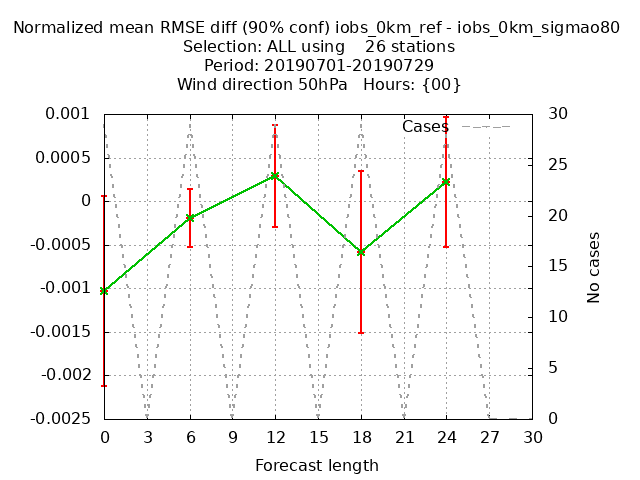 Normalized mean RMSE diff (90% conf) iobs_0km_ref - iobs_0km_sigmao80
Selection: ALL using    26 stations
Period: 20190701-20190729
Wind direction 50hPa   Hours: {00}
Cases
0.001
0.0005
0
-0.0005
-0.001
-0.0015
-0.002
-0.0025
30
25
20
15
10
5
0
No cases
0 3 6 9 12 15 18 21 24 27 30
Forecast length